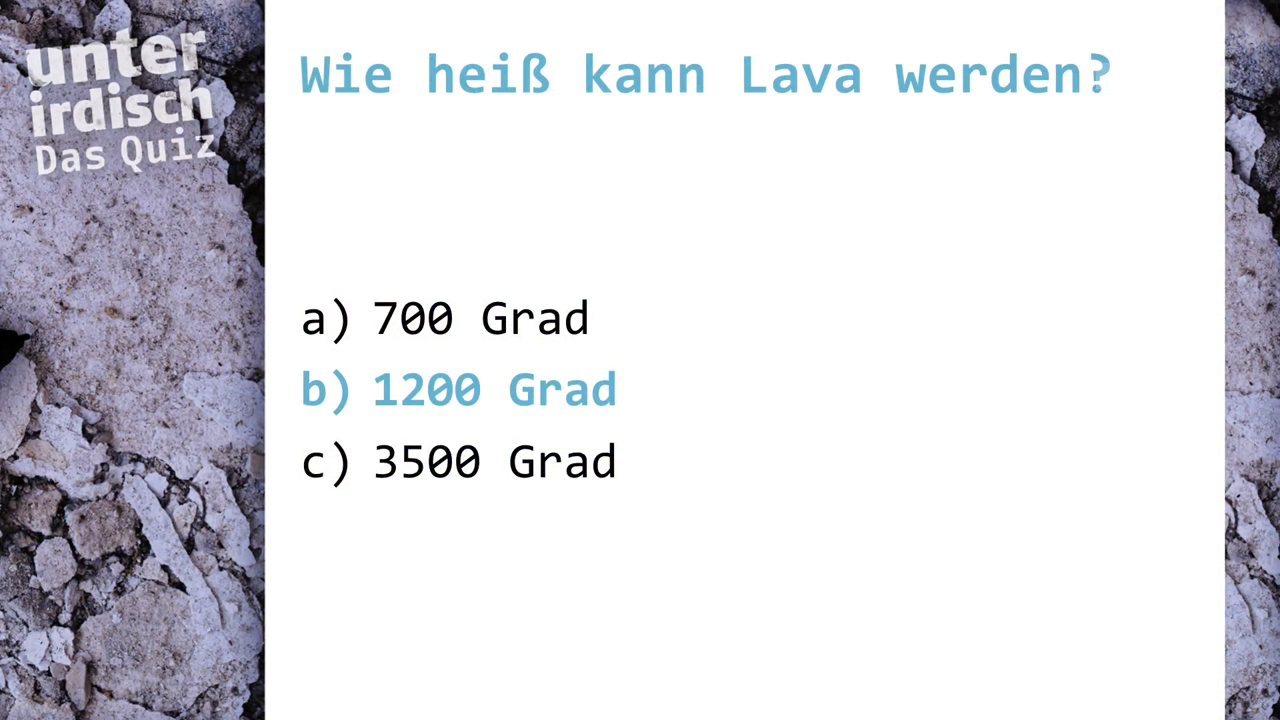 unter
irdisch
Das Quiz
Wie heiß kann Lava werden?
a) 700 Grad
b) 1200 Grad
c) 3500 Grad